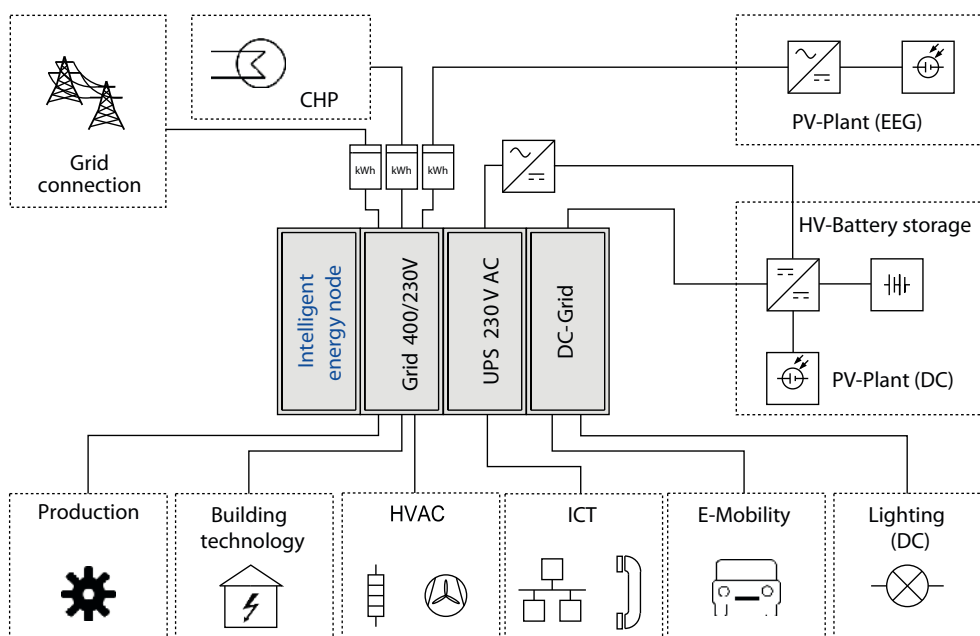 Grid
connection
CHP
PV-Plant (EEG)
kWh
kWh
kWh
HV-Battery storage
PV-Plant (DC)
Intelligent
energy node
Grid 400/230V
UPS 230 V AC
DC-Grid
Production
Building
technology
HVAC
ICT
E-Mobility
Lighting
(DC)